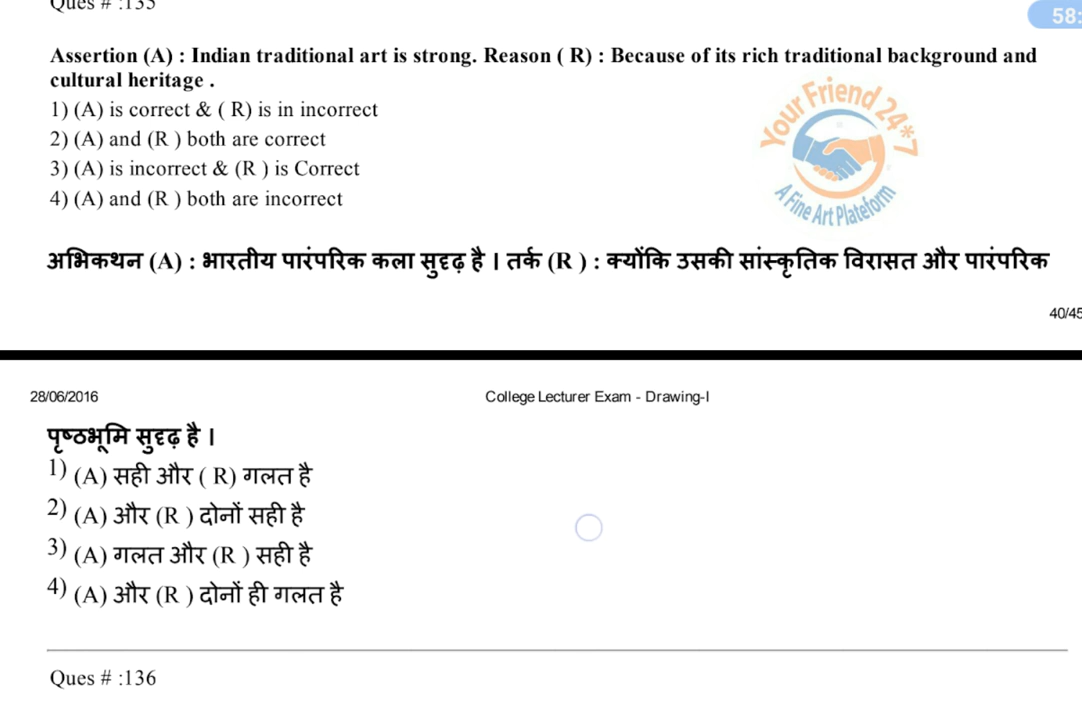 Ques # :135
58:
Assertion (A) : Indian traditional art is strong. Reason ( R) : Because of its rich traditional background and
cultural heritage .
1) (A) is correct & ( R) is in incorrect
2) (A) and (R ) both are correct
3) (A) is incorrect & (R ) is Correct
4) (A) and (R ) both are incorrect
Your Friend 24*7
A Fine Art Plateform
अभिकथन (A) : भारतीय पारंपरिक कला सुदृढ़ है । तर्क (R ) : क्योंकि उसकी सांस्कृतिक विरासत और पारंपरिक
40/45
28/06/2016
College Lecturer Exam - Drawing-I
पृष्ठभूमि सुदृढ़ है ।
1) (A) सही और ( R) गलत है
2) (A) और (R ) दोनों सही है
3) (A) गलत और (R ) सही है
4) (A) और (R ) दोनों ही गलत है
Ques # :136